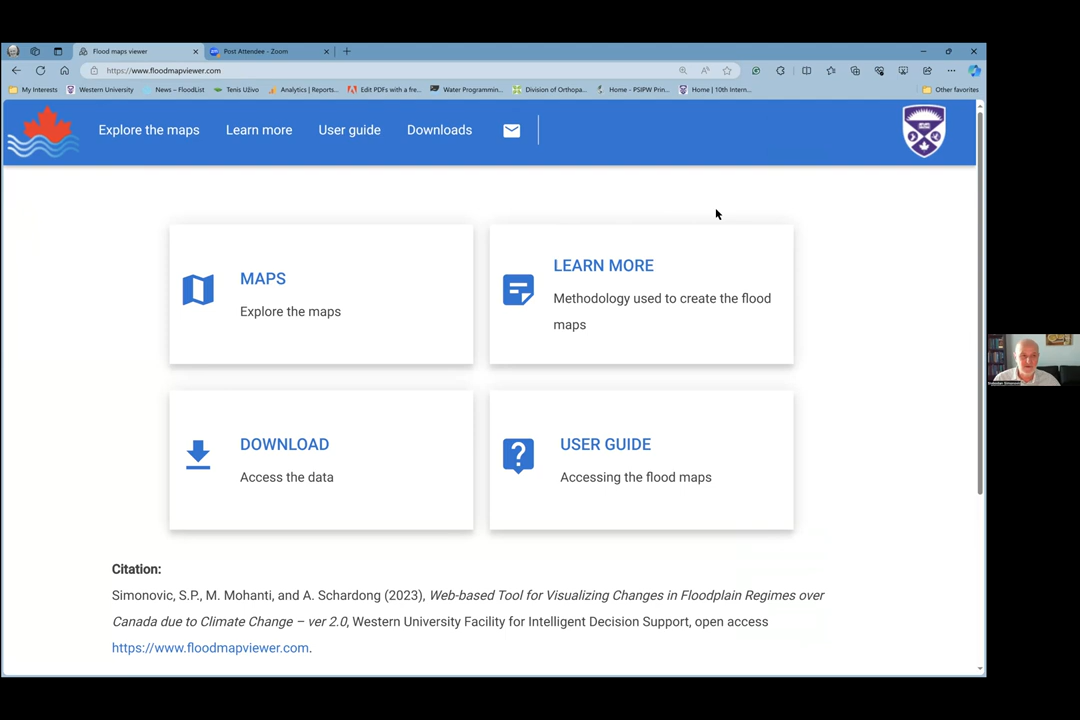 Flood maps viewer
Post Attendee - Zoom
https://www.floodmapviewer.com
My Interests
Western University
News – FloodList
Tenis Uživo
Analytics | Reports...
Edit PDFs with a fre...
Water Programmin...
Division of Orthopa...
Home - PSIPW Prin...
Home | 10th Intern...
Other favorites
Explore the maps
Learn more
User guide
Downloads
MAPS
Explore the maps
LEARN MORE
Methodology used to create the flood
maps
DOWNLOAD
Access the data
USER GUIDE
Accessing the flood maps
Citation:
Simonovic, S.P., M. Mohanti, and A. Schardong (2023), Web-based Tool for Visualizing Changes in Floodplain Regimes over
Canada due to Climate Change – ver 2.0, Western University Facility for Intelligent Decision Support, open access
https://www.floodmapviewer.com.